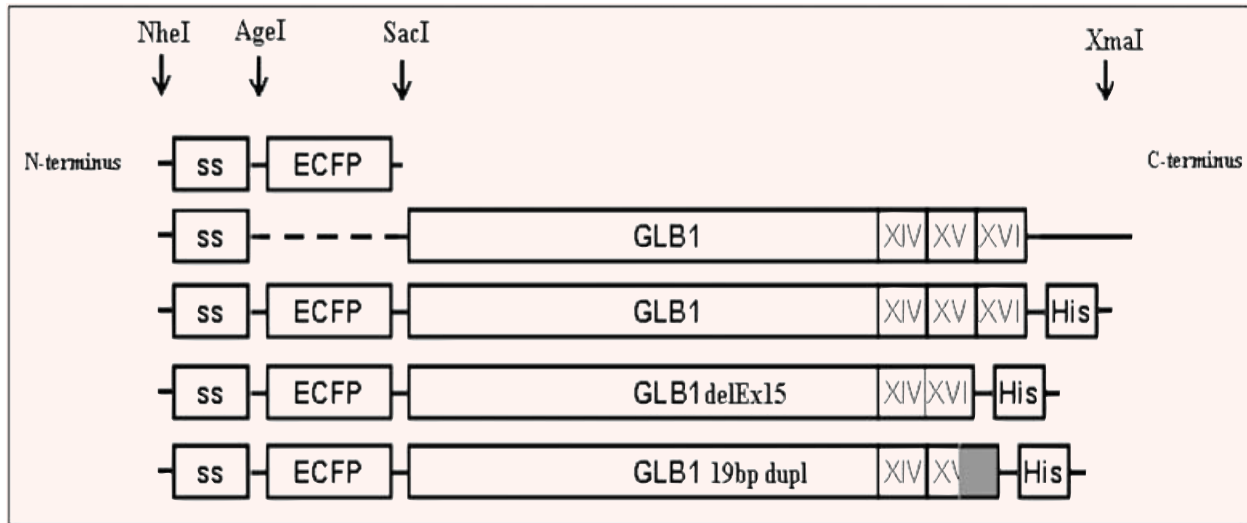 NheI AgeI SacI XmaI
N-terminus ss ECFP C-terminus
ss GLB1 XIV XV XVI
ss ECFP GLB1 XIV XV XVI His
ss ECFP GLB1delEx15 XIV XVI His
ss ECFP GLB1 19bp dupl XIV XV His